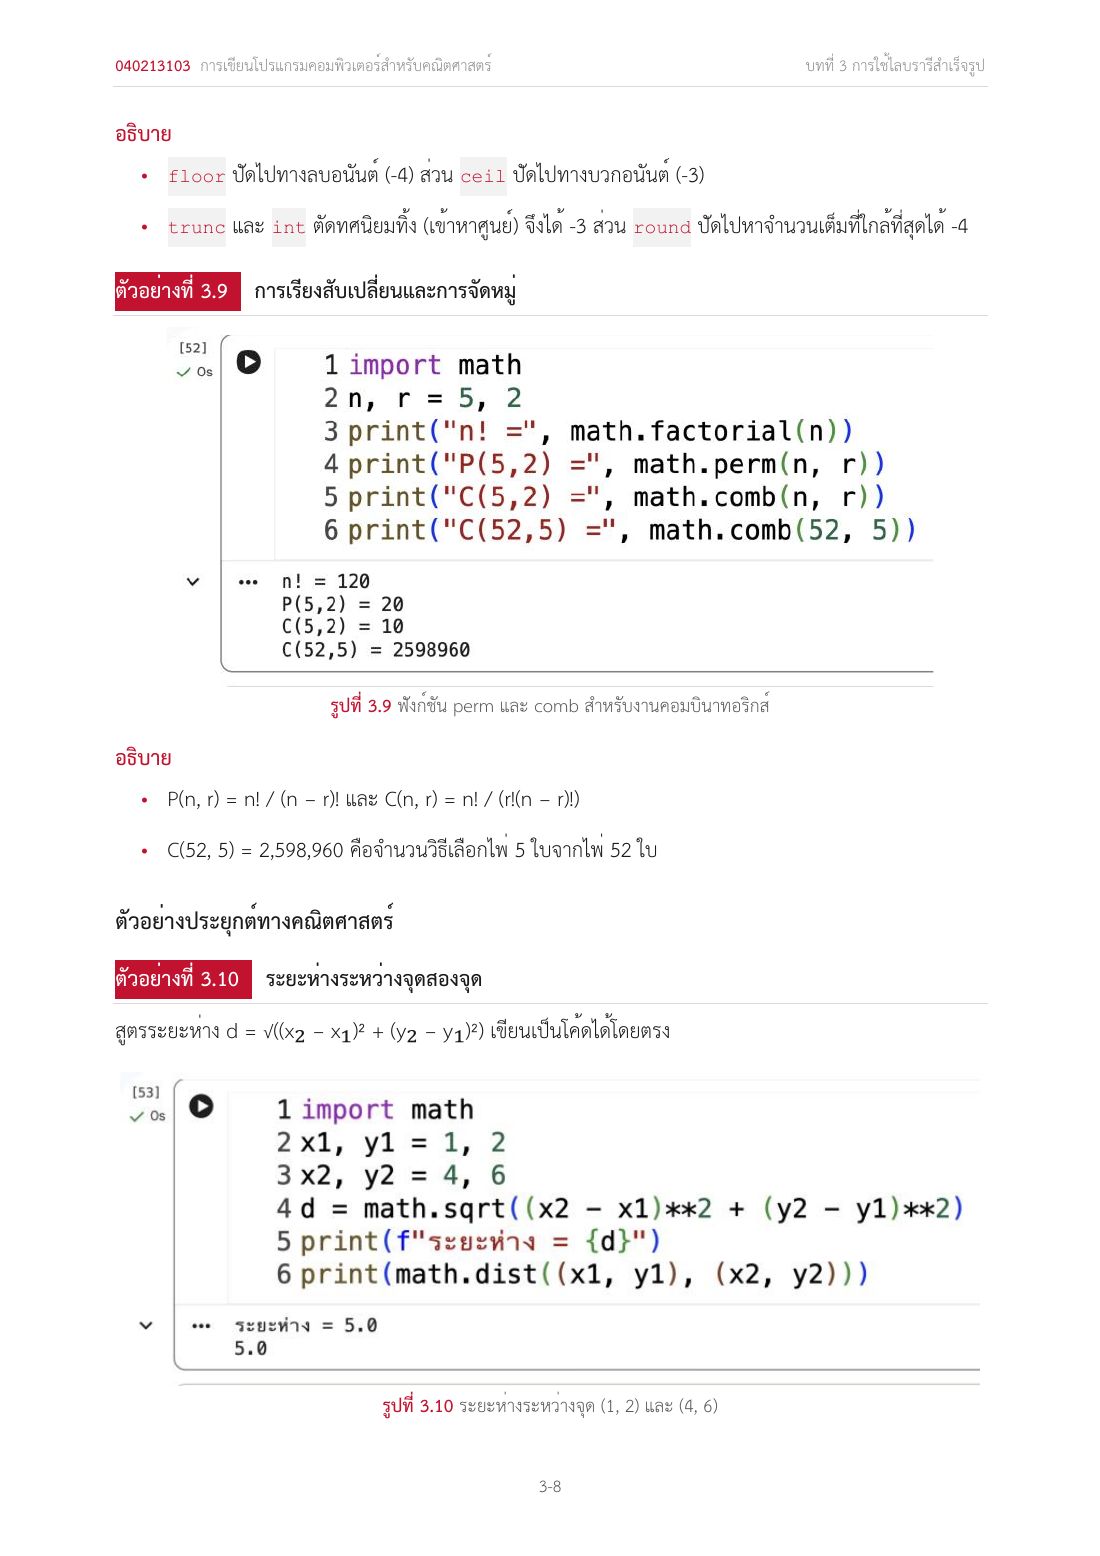 040213103 การเขียนโปรแกรมคอมพิวเตอร์สำหรับคณิตศาสตร์ บทที่ 3 การใช้ไลบรารีสำเร็จรูป
อธิบาย
• floor ปัดไปทางลบอนันต์ (-4) ส่วน ceil ปัดไปทางบวกอนันต์ (-3)
• trunc และ int ตัดทศนิยมทิ้ง (เข้าหาศูนย์) จึงได้ -3 ส่วน round ปัดไปหาจำนวนเต็มที่ใกล้ที่สุดได้ -4
ตัวอย่างที่ 3.9 การเรียงสับเปลี่ยนและการจัดหมู่
[52]
0s
1 import math
2 n, r = 5, 2
3 print("n! =", math.factorial(n))
4 print("P(5,2) =", math.perm(n, r))
5 print("C(5,2) =", math.comb(n, r))
6 print("C(52,5) =", math.comb(52, 5))
n! = 120
P(5,2) = 20
C(5,2) = 10
C(52,5) = 2598960
รูปที่ 3.9 ฟังก์ชัน perm และ comb สำหรับงานคอมบินาทอริกส์
อธิบาย
• P(n, r) = n! / (n – r)! และ C(n, r) = n! / (r!(n – r)!)
• C(52, 5) = 2,598,960 คือจำนวนวิธีเลือกไพ่ 5 ใบจากไพ่ 52 ใบ
ตัวอย่างประยุกต์ทางคณิตศาสตร์
ตัวอย่างที่ 3.10 ระยะห่างระหว่างจุดสองจุด
สูตรระยะห่าง d = √((x₂ – x₁)² + (y₂ – y₁)²) เขียนเป็นโค้ดได้โดยตรง
[53]
0s
1 import math
2 x1, y1 = 1, 2
3 x2, y2 = 4, 6
4 d = math.sqrt((x2 - x1)**2 + (y2 - y1)**2)
5 print(f"ระยะห่าง = {d}")
6 print(math.dist((x1, y1), (x2, y2)))
ระยะห่าง = 5.0
5.0
รูปที่ 3.10 ระยะห่างระหว่างจุด (1, 2) และ (4, 6)
3-8